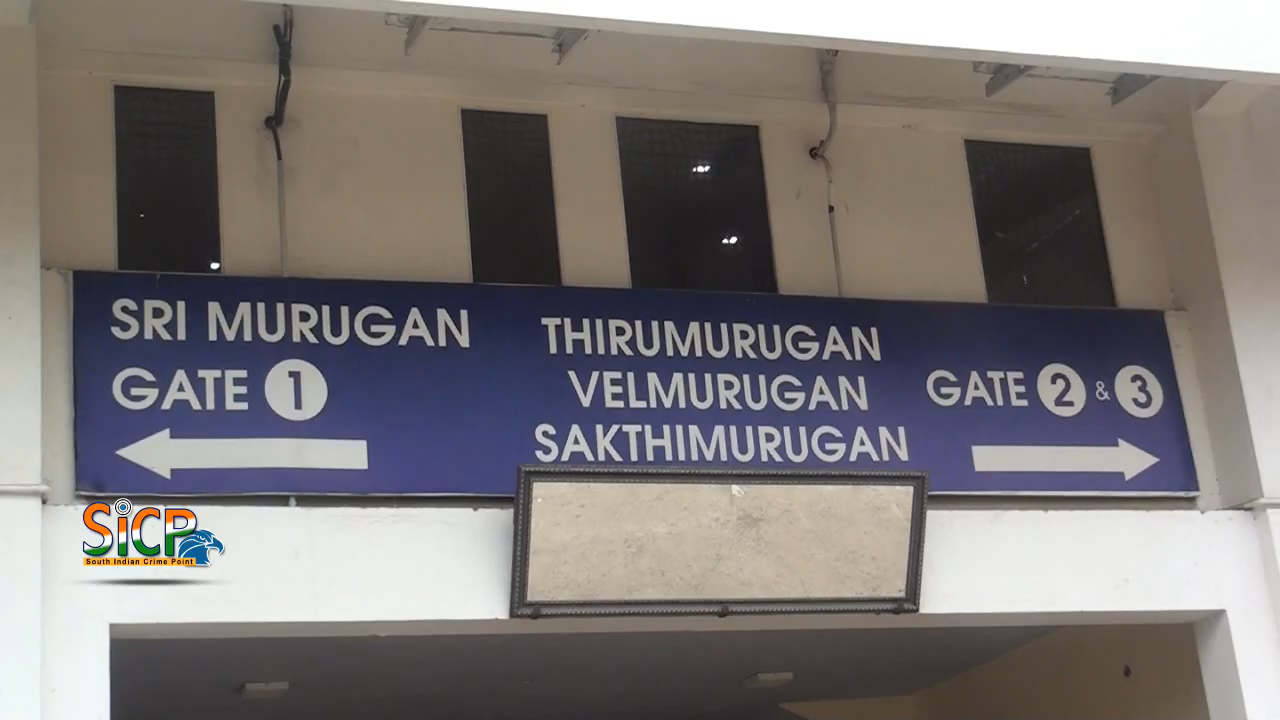 SRI MURUGAN
GATE 1
THIRUMURUGAN
VELMURUGAN
SAKTHIMURUGAN
GATE 2 & 3
SiCP
South Indian Crime Point